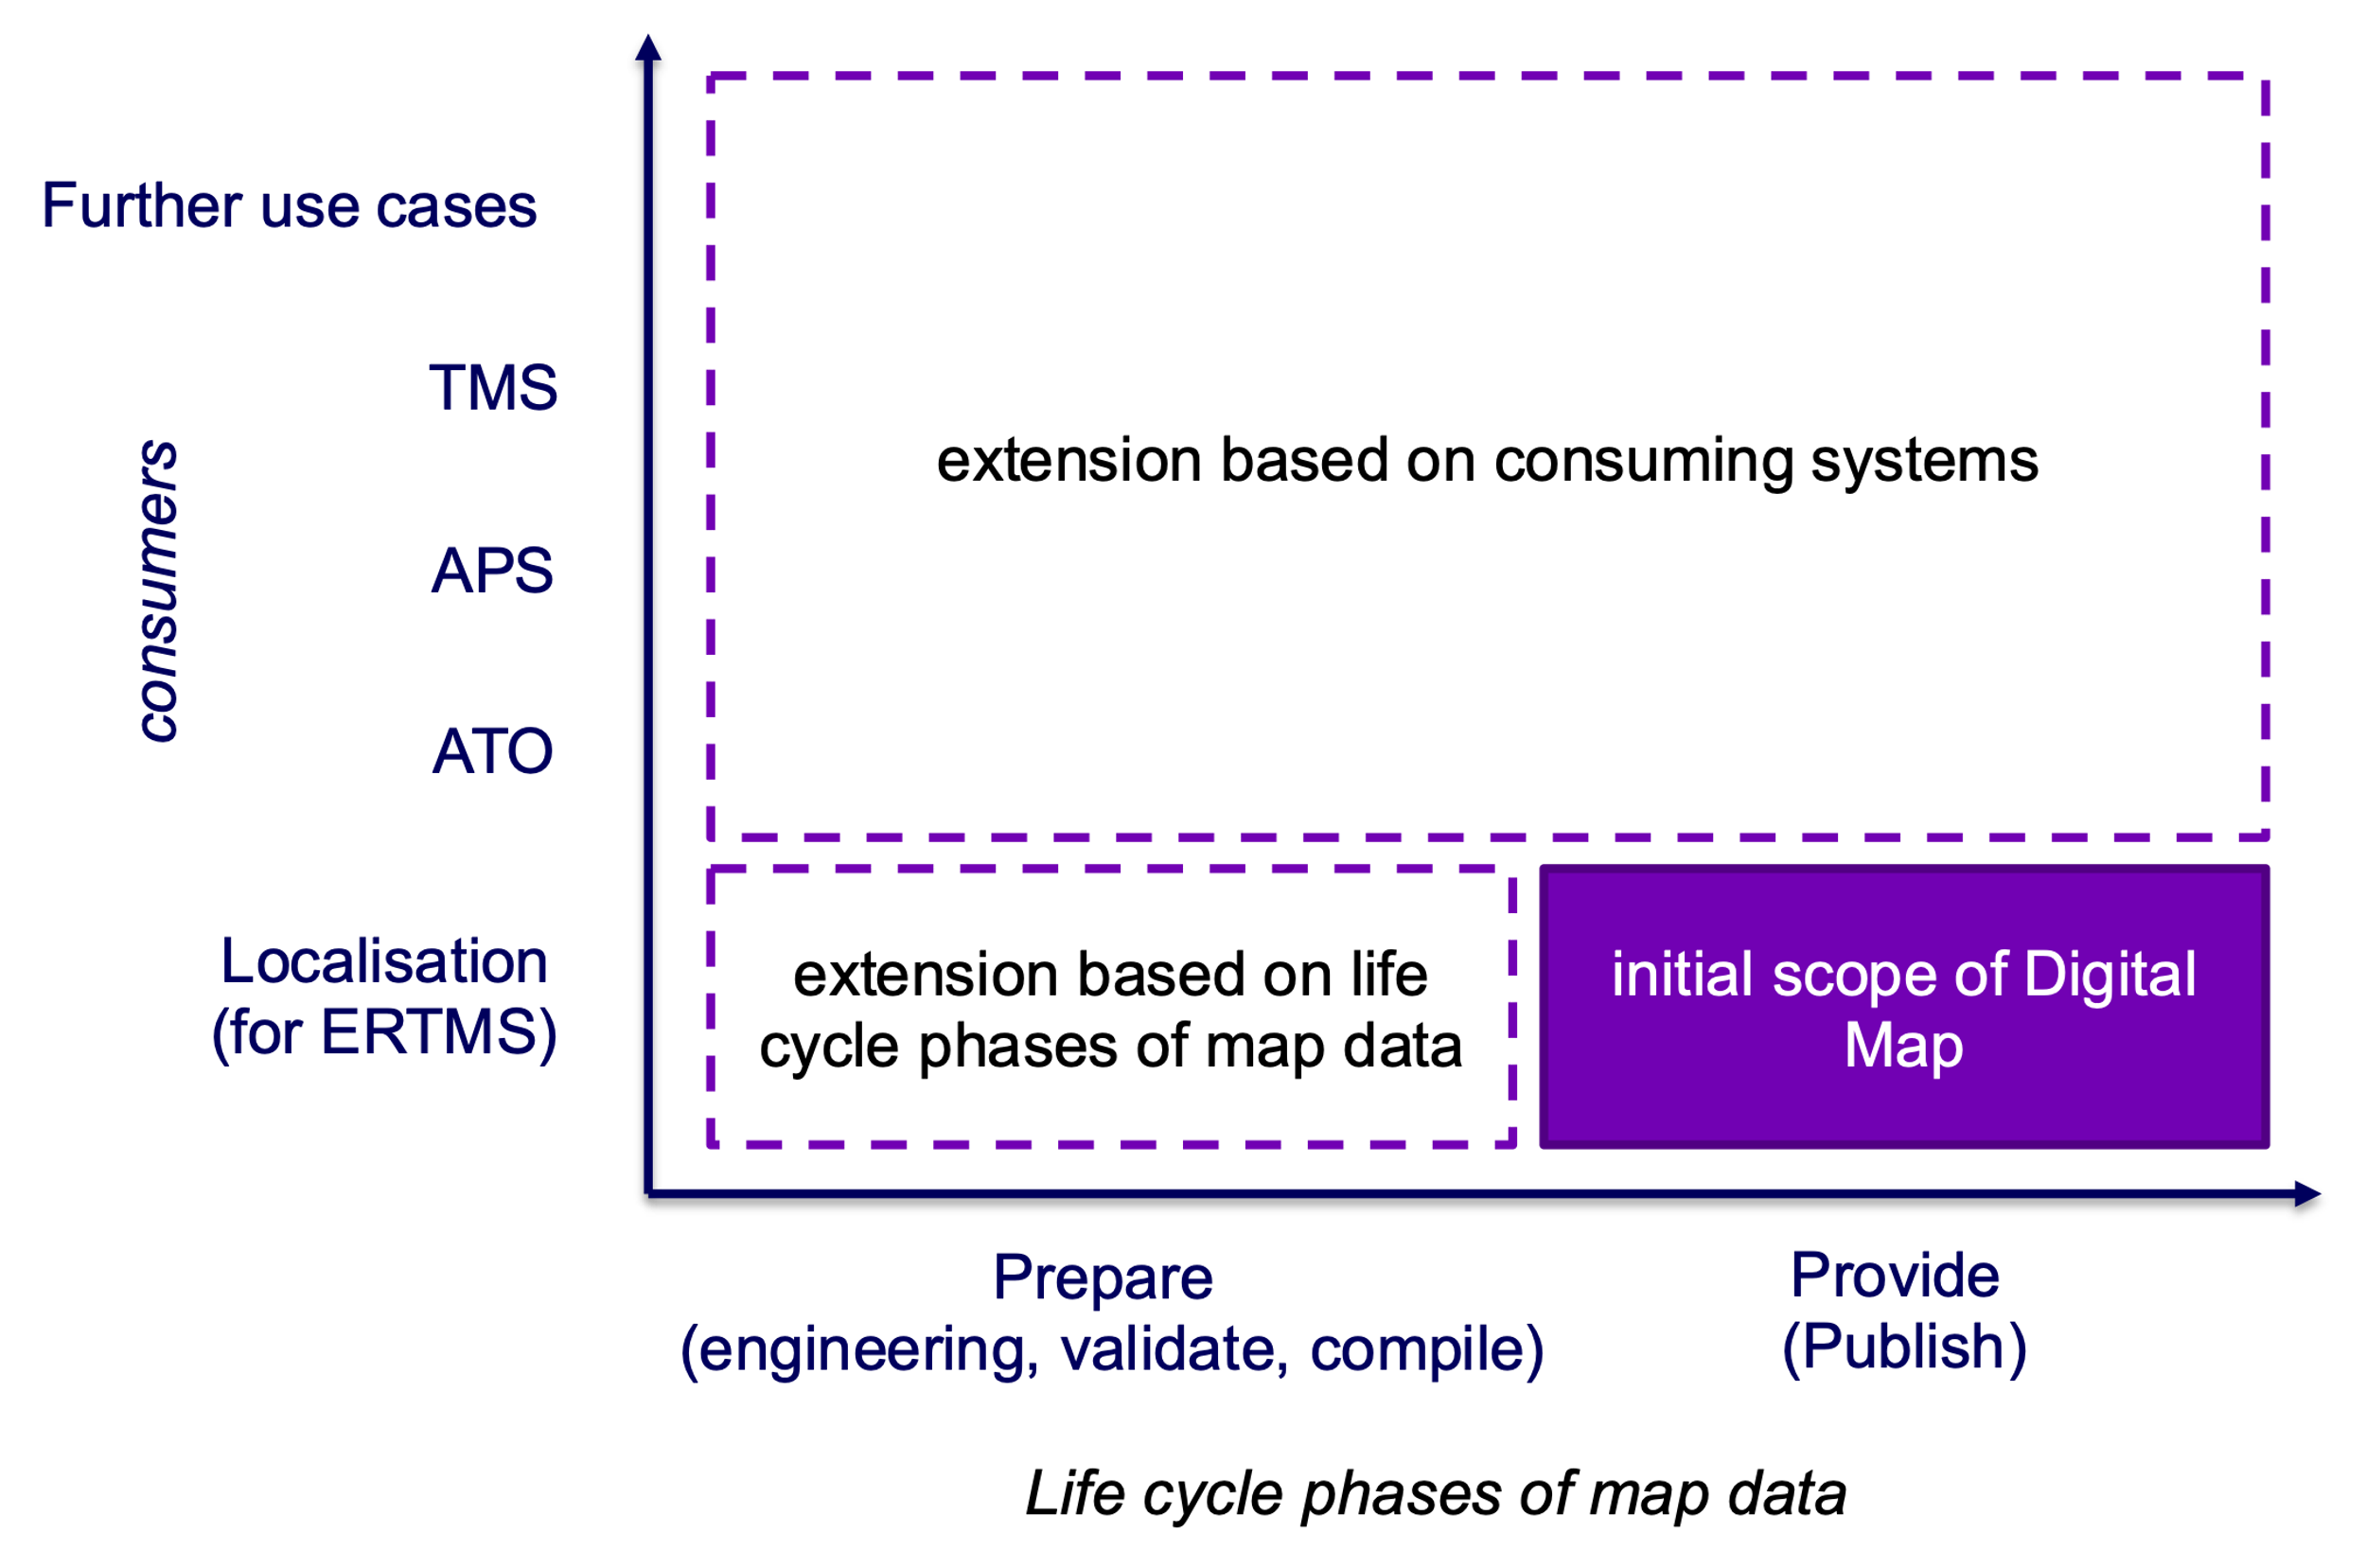 Further use cases
TMS
extension based on consuming systems
consumers
APS
ATO
Localisation
(for ERTMS)
extension based on life
cycle phases of map data
initial scope of Digital
Map
Prepare
(engineering, validate, compile)
Provide
(Publish)
Life cycle phases of map data